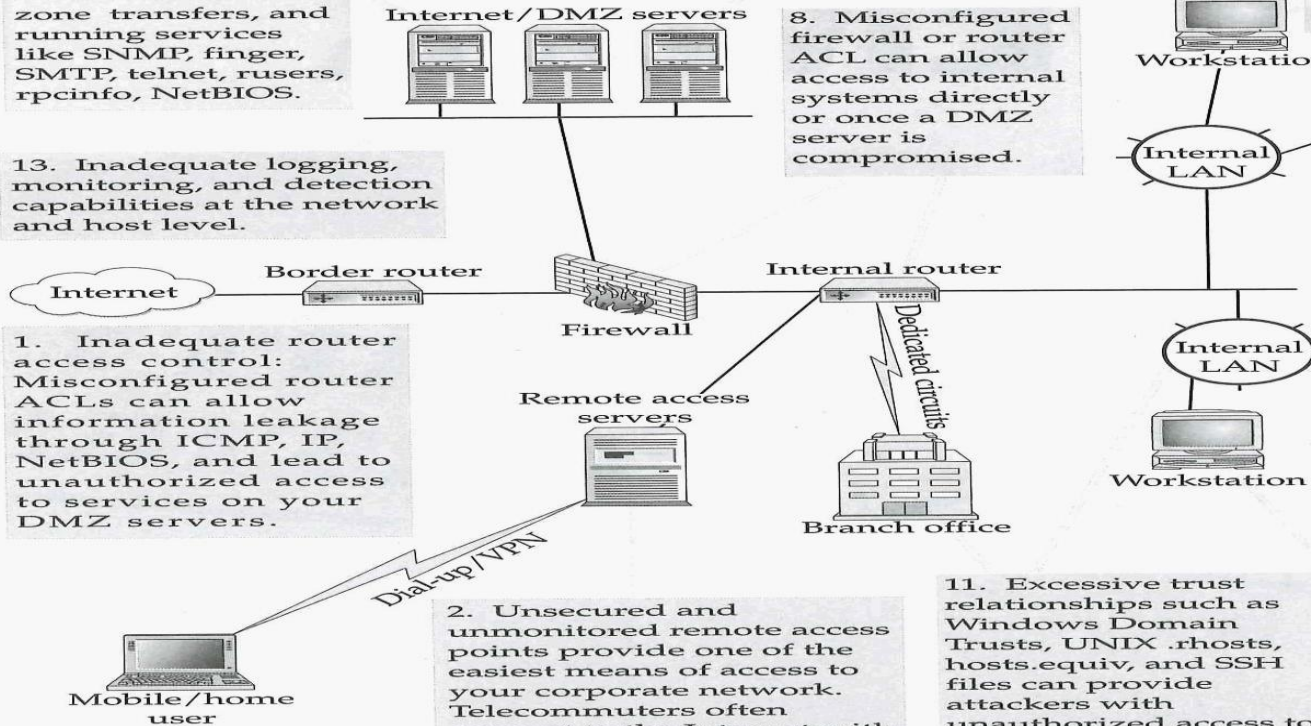 zone transfers, and
running services
like SNMP, finger,
SMTP, telnet, rusers,
rpcinfo, NetBIOS.
Internet/DMZ servers
8. Misconfigured
firewall or router
ACL can allow
access to internal
systems directly
or once a DMZ
server is
compromised.
Workstatio
Internal
LAN
13. Inadequate logging,
monitoring, and detection
capabilities at the network
and host level.
Internet
Border router
Firewall
Internal router
Dedicated circuits
Internal
LAN
Workstation
1. Inadequate router
access control:
Misconfigured router
ACLs can allow
information leakage
through ICMP, IP,
NetBIOS, and lead to
unauthorized access
to services on your
DMZ servers.
Remote access
servers
Branch office
Dial-up/VPN
Mobile/home
user
2. Unsecured and
unmonitored remote access
points provide one of the
easiest means of access to
your corporate network.
Telecommuters often
11. Excessive trust
relationships such as
Windows Domain
Trusts, UNIX .rhosts,
hosts.equiv, and SSH
files can provide
attackers with
unauthorized access to